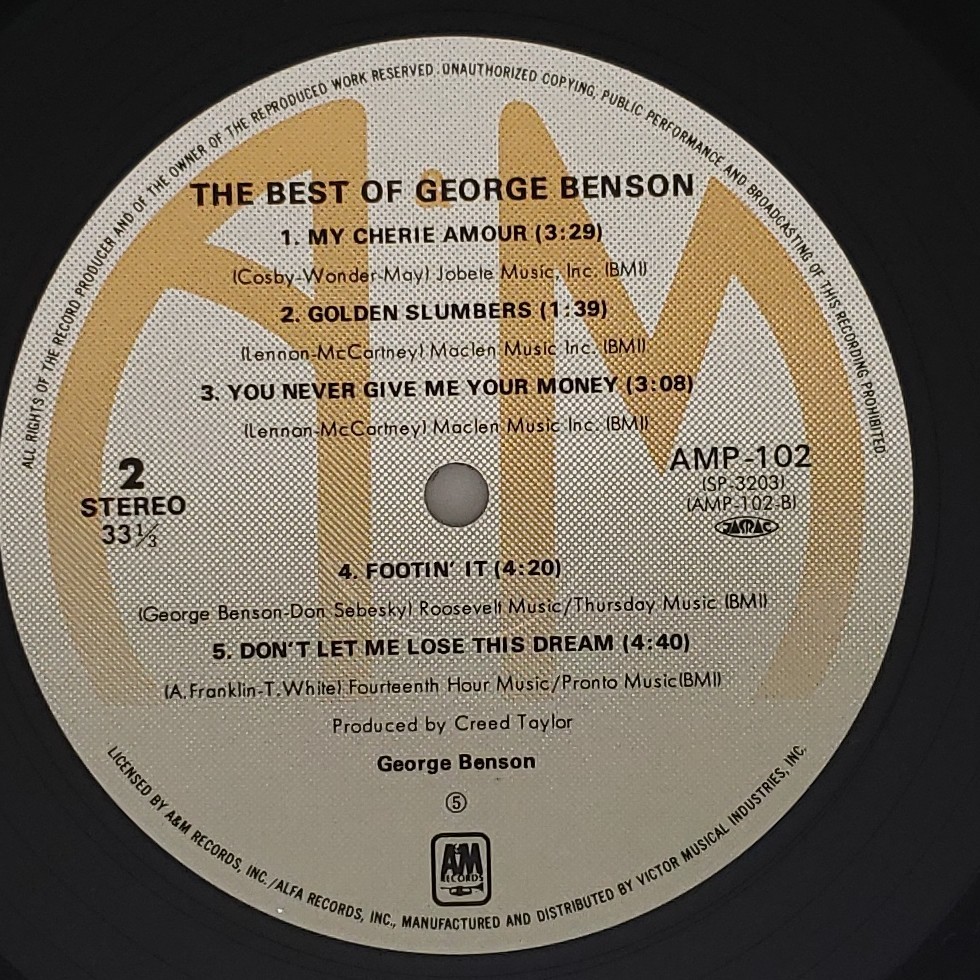 ALL RIGHTS OF THE RECORD PRODUCER AND OF THE OWNER OF THE REPRODUCED WORK RESERVED. UNAUTHORIZED COPYING, PUBLIC PERFORMANCE AND BROADCASTING OF THIS RECORDING PROHIBITED
THE BEST OF GEORGE BENSON
1. MY CHERIE AMOUR (3:29)
(Cosby-Wonder-May) Jobete Music, Inc. (BMI)
2. GOLDEN SLUMBERS (1:39)
(Lennon-McCartney) Maclen Music Inc. (BMI)
3. YOU NEVER GIVE ME YOUR MONEY (3:08)
(Lennon-McCartney) Maclen Music Inc. (BMI)
2
STEREO
33⅓
AMP-102
(SP-3203)
(AMP-102-B)
JASRAC
4. FOOTIN' IT (4:20)
(George Benson-Don Sebesky) Roosevelt Music/Thursday Music (BMI)
5. DON'T LET ME LOSE THIS DREAM (4:40)
(A.Franklin-T.White) Fourteenth Hour Music/Pronto Music(BMI)
Produced by Creed Taylor
George Benson
⑤
A&M
RECORDS
LICENSED BY A&M RECORDS, INC./ALFA RECORDS, INC., MANUFACTURED AND DISTRIBUTED BY VICTOR MUSICAL INDUSTRIES, INC.